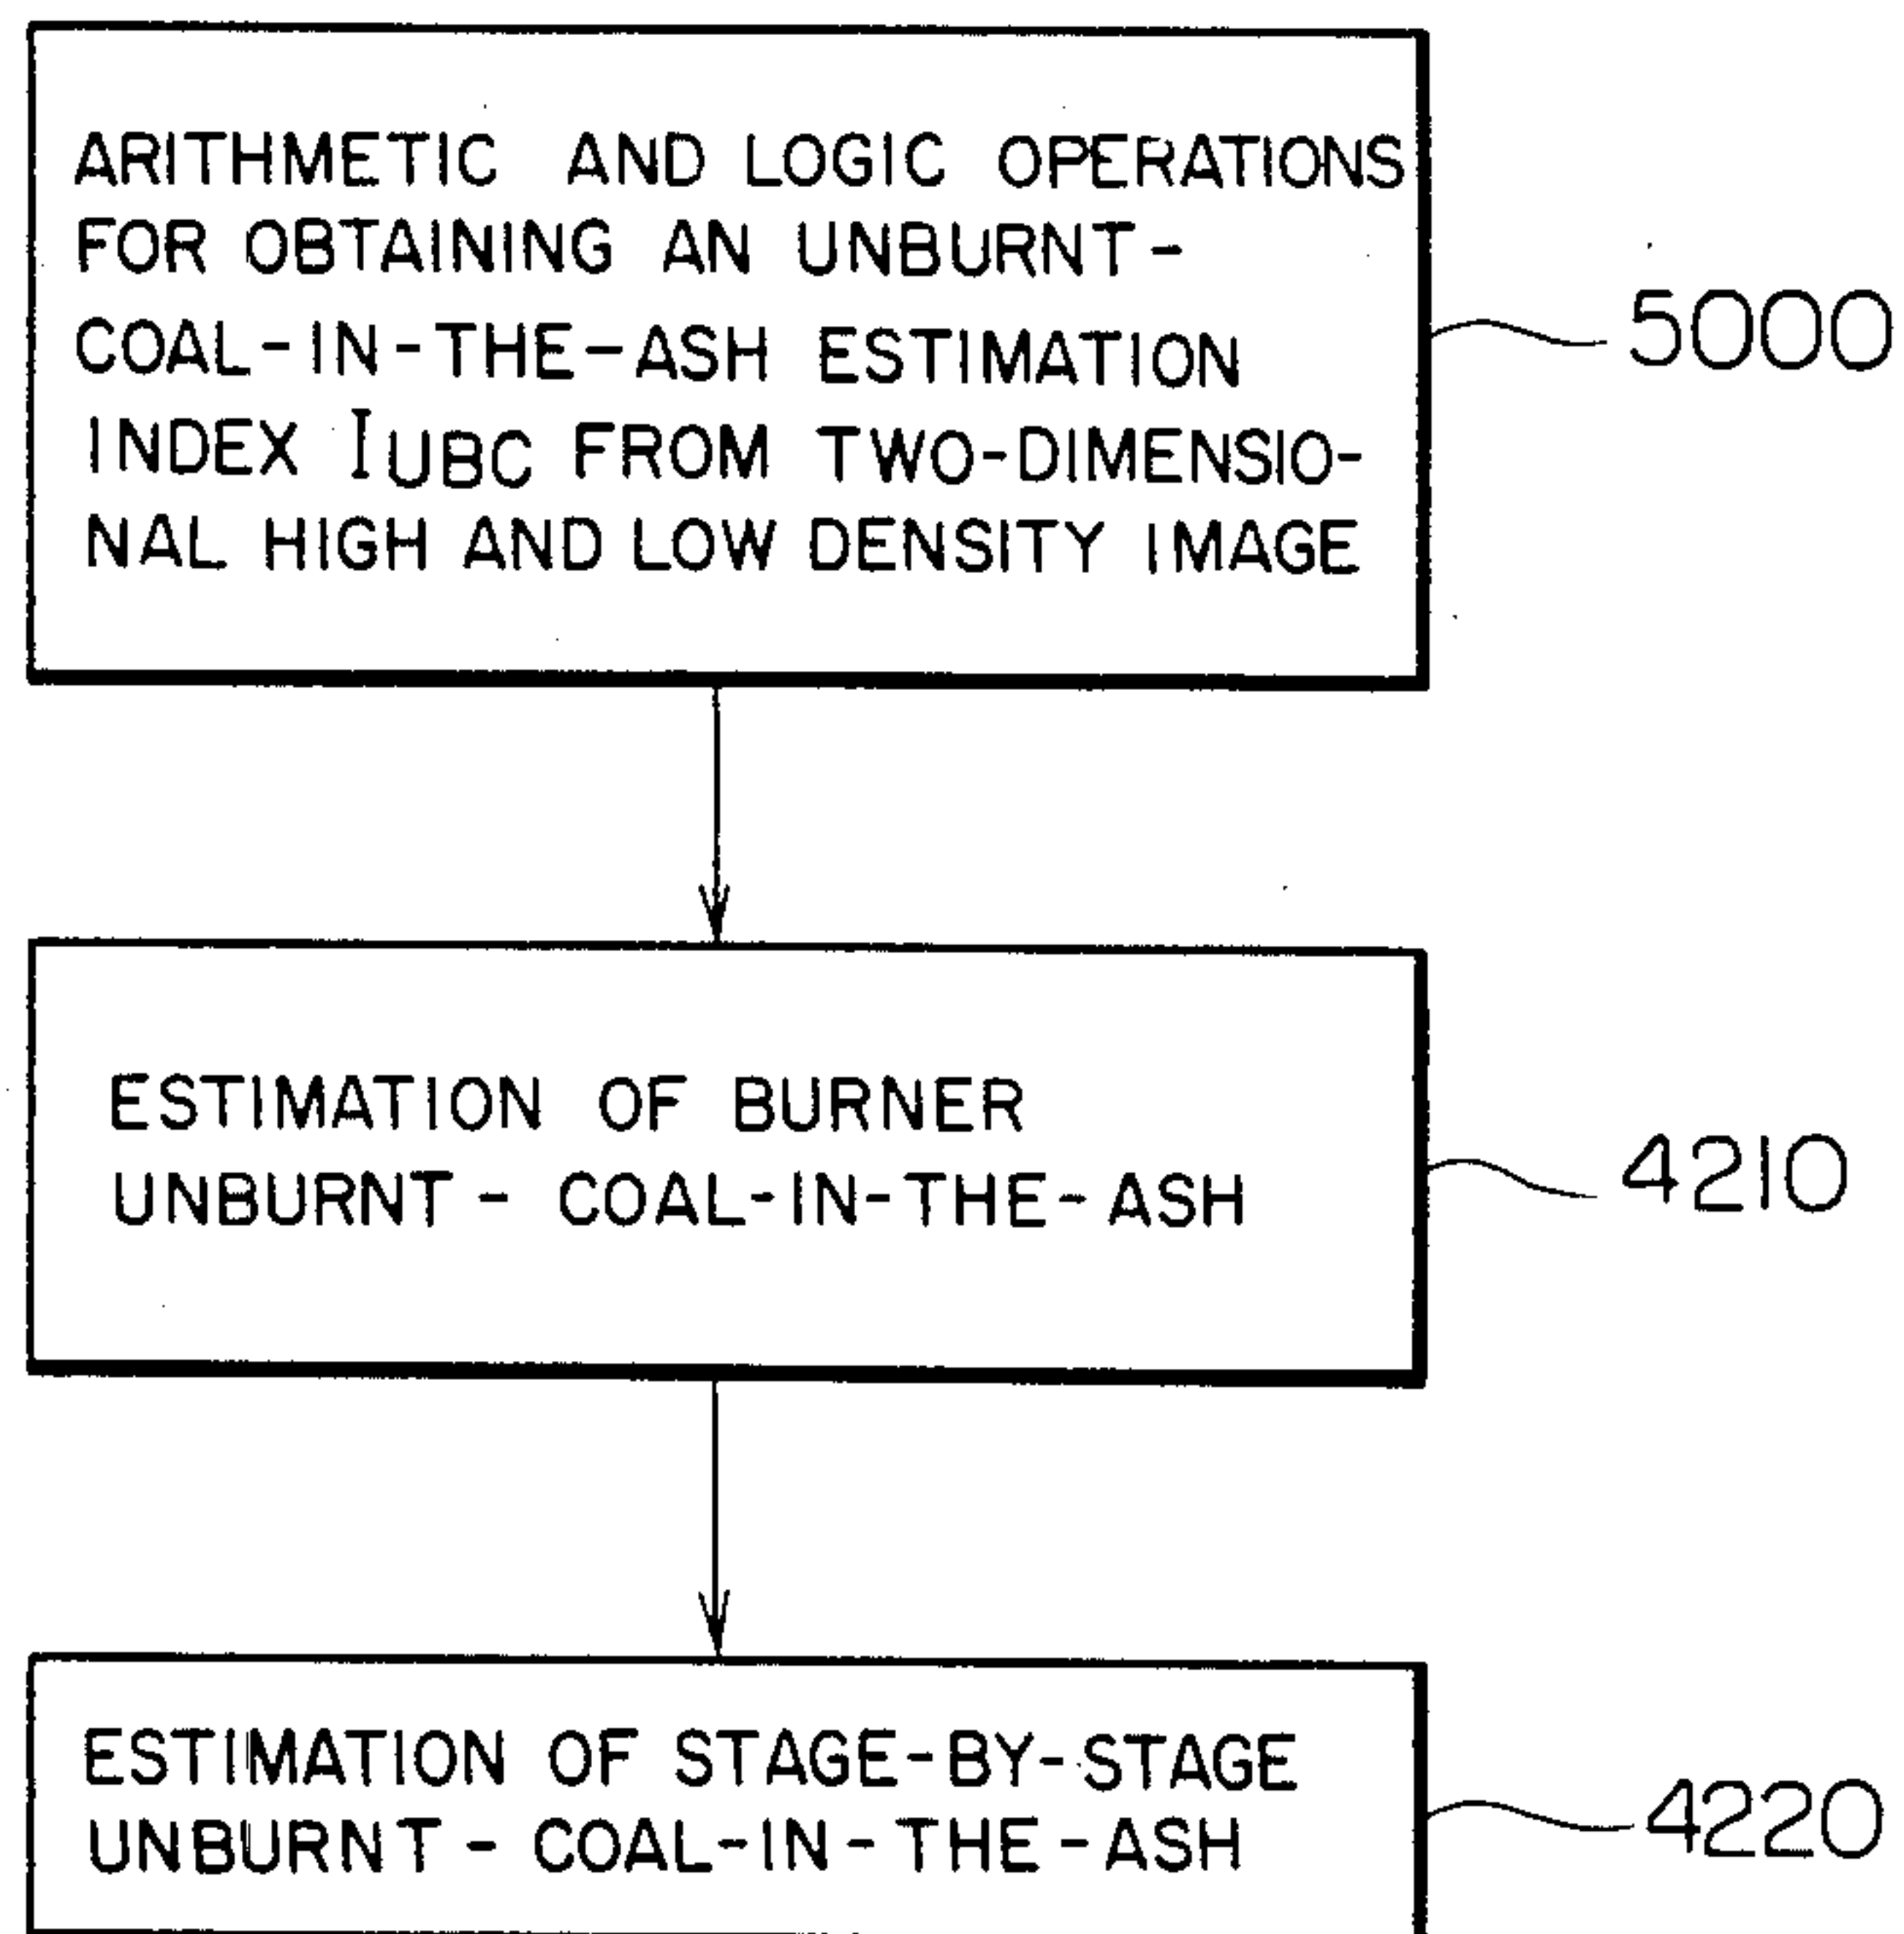 ARITHMETIC AND LOGIC OPERATIONS
FOR OBTAINING AN UNBURNT-
COAL-IN-THE-ASH ESTIMATION
INDEX IUBC FROM TWO-DIMENSIO-
NAL HIGH AND LOW DENSITY IMAGE
5000
ESTIMATION OF BURNER
UNBURNT- COAL-IN-THE-ASH
4210
ESTIMATION OF STAGE-BY-STAGE
UNBURNT- COAL-IN-THE-ASH
4220